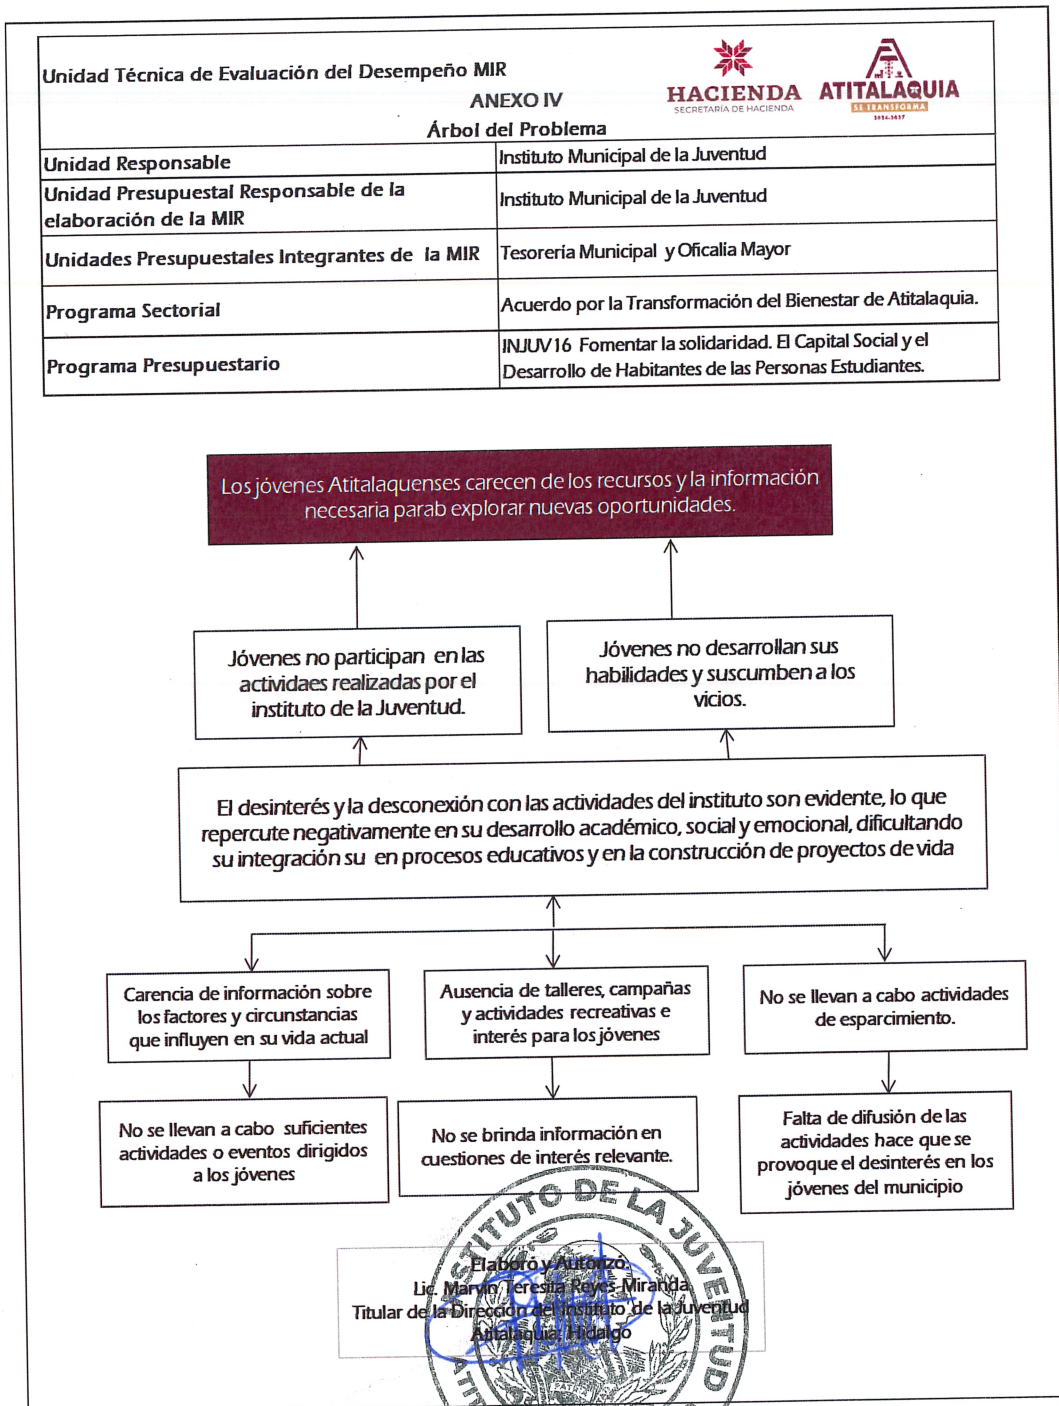 Unidad Técnica de Evaluación del Desempeño MIR
ANEXO IV
Árbol del Problema
HACIENDA
SECRETARÍA DE HACIENDA
ATITALAQUIA
SE TRANSFORMA
2024-2027
Unidad Responsable
Instituto Municipal de la Juventud
Unidad Presupuestal Responsable de la
elaboración de la MIR
Instituto Municipal de la Juventud
Unidades Presupuestales Integrantes de la MIR
Tesorería Municipal y Oficalia Mayor
Programa Sectorial
Acuerdo por la Transformación del Bienestar de Atitalaquia.
Programa Presupuestario
INJUV16 Fomentar la solidaridad. El Capital Social y el
Desarrollo de Habitantes de las Personas Estudiantes.
Los jóvenes Atitalaquenses carecen de los recursos y la información
necesaria parab explorar nuevas oportunidades.
Jóvenes no participan en las
actividaes realizadas por el
instituto de la Juventud.
Jóvenes no desarrollan sus
habilidades y suscumben a los
vicios.
El desinterés y la desconexión con las actividades del instituto son evidente, lo que
repercute negativamente en su desarrollo académico, social y emocional, dificultando
su integración su en procesos educativos y en la construcción de proyectos de vida
Carencia de información sobre
los factores y circunstancias
que influyen en su vida actual
Ausencia de talleres, campañas
y actividades recreativas e
interés para los jóvenes
No se llevan a cabo actividades
de esparcimiento.
No se llevan a cabo suficientes
actividades o eventos dirigidos
a los jóvenes
No se brinda información en
cuestiones de interés relevante.
Falta de difusión de las
actividades hace que se
provoque el desinterés en los
jóvenes del municipio
INSTITUTO DE LA JUVENTUD
Elaboró y Autorizó.
Lic. Marvin Teresita Reyes Miranda
Titular de la Dirección del Instituto de la Juventud
Atitalaquia, Hidalgo